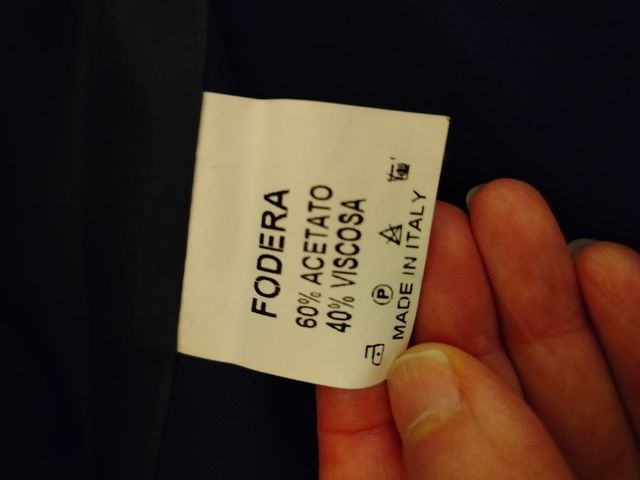 FODERA
60% ACETATO
40% VISCOSA
P
MADE IN ITALY